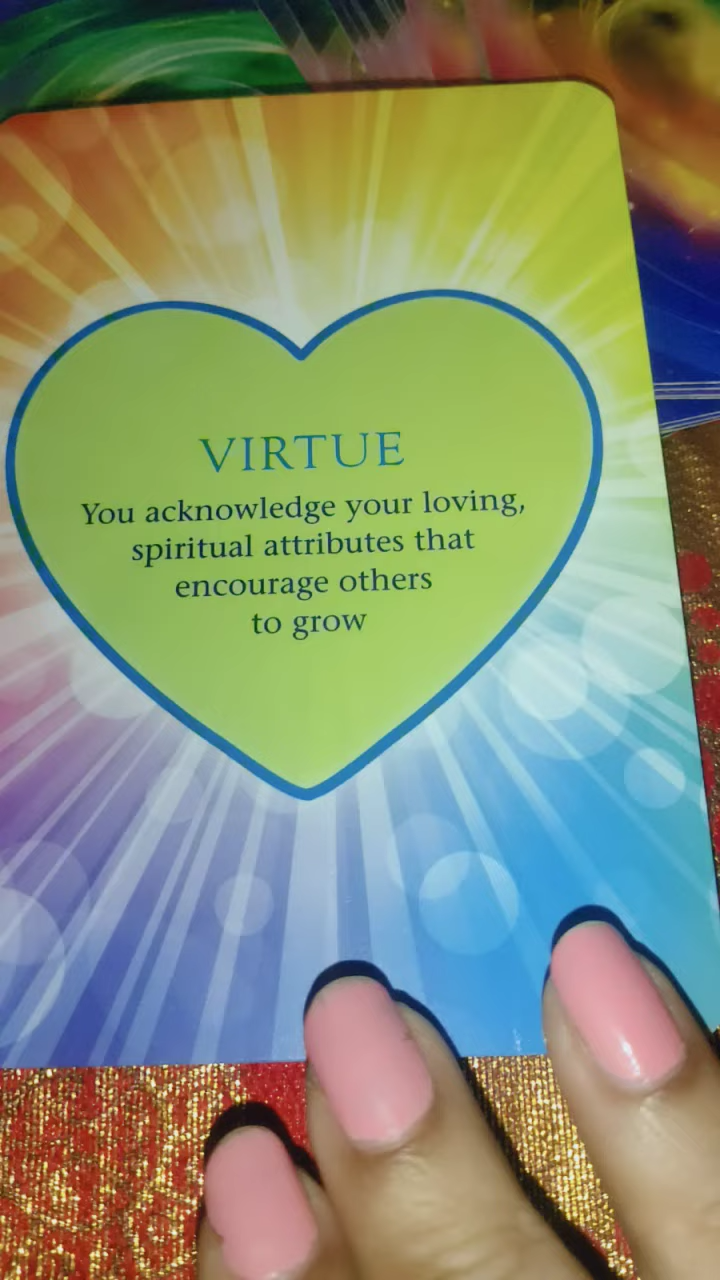 VIRTUE
You acknowledge your loving,
spiritual attributes that
encourage others
to grow